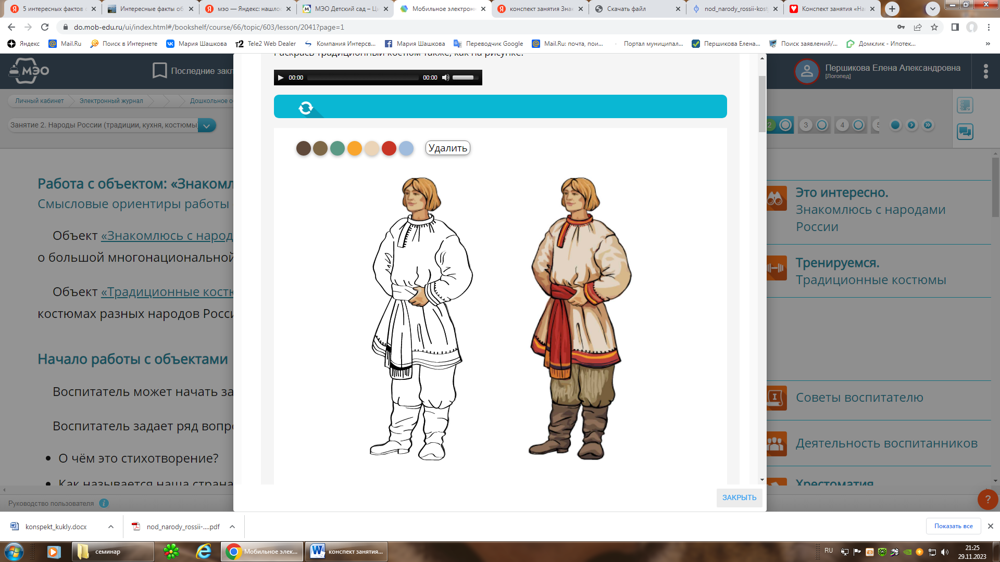 5 интересных фактов о
Интересные факты об
мэо — Яндекс: нашлос
МЭО Детский сад – Ци
Мобильное электронн
конспект занятия Знак
Скачать файл
nod_narody_rossii-kost
Конспект занятия «На
do.mob-edu.ru/ui/index.html#/bookshelf/course/66/topic/603/lesson/2041?page=1
Яндекс
Mail.Ru
Поиск в Интернете
Мария Шашкова
Tele2 Web Dealer
Компания Интерсв...
Мария Шашкова
Переводчик Google
Mail.Ru: почта, пои...
Портал муниципал...
Першикова Елена...
Поиск заявлений/...
Домклик - Ипотек...
»
Раскрась традиционный костюм также, как на рисунке.
МЭО
Последние закл
Першикова Елена Александровна
[Логопед]
00:00
00:00
Личный кабинет
Электронный журнал
Дошкольное о
Занятие 2. Народы России (традиции, кухня, костюмы)
2
3
4
5
Удалить
Работа с объектом: «Знакомл
Смысловые ориентиры работы
Объект «Знакомлюсь с народ
о большой многонациональной
Объект «Традиционные костю
костюмах разных народов Росси
Начало работы с объектами
Воспитатель может начать за
Воспитатель задает ряд вопро
О чём это стихотворение?
Как называется наша страна
Это интересно.
Знакомлюсь с народами
России
Тренируемся.
Традиционные костюмы
Советы воспитателю
Деятельность воспитанников
Хрестоматия
ЗАКРЫТЬ
Руководство пользователя
?
konspekt_kukly.docx
nod_narody_rossii-....pdf
Показать все
семинар
Мобильное элек...
конспект занятия...
RU
21:25
29.11.2023